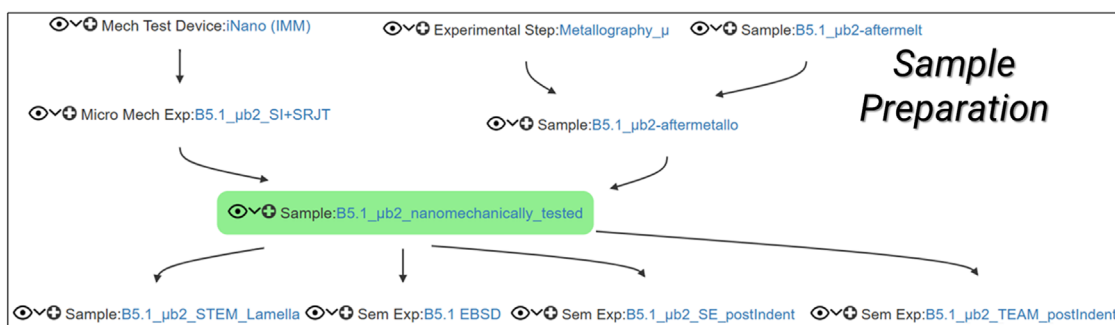 Mech Test Device:iNano (IMM)
Experimental Step:Metallography_µ
Sample:B5.1_µb2-aftermelt
Sample
Preparation
Micro Mech Exp:B5.1_µb2_SI+SRJT
Sample:B5.1_µb2-aftermetallo
Sample:B5.1_µb2_nanomechanically_tested
Sample:B5.1_µb2_STEM_Lamella
Sem Exp:B5.1 EBSD
Sem Exp:B5.1_µb2_SE_postIndent
Sem Exp:B5.1_µb2_TEAM_postIndent